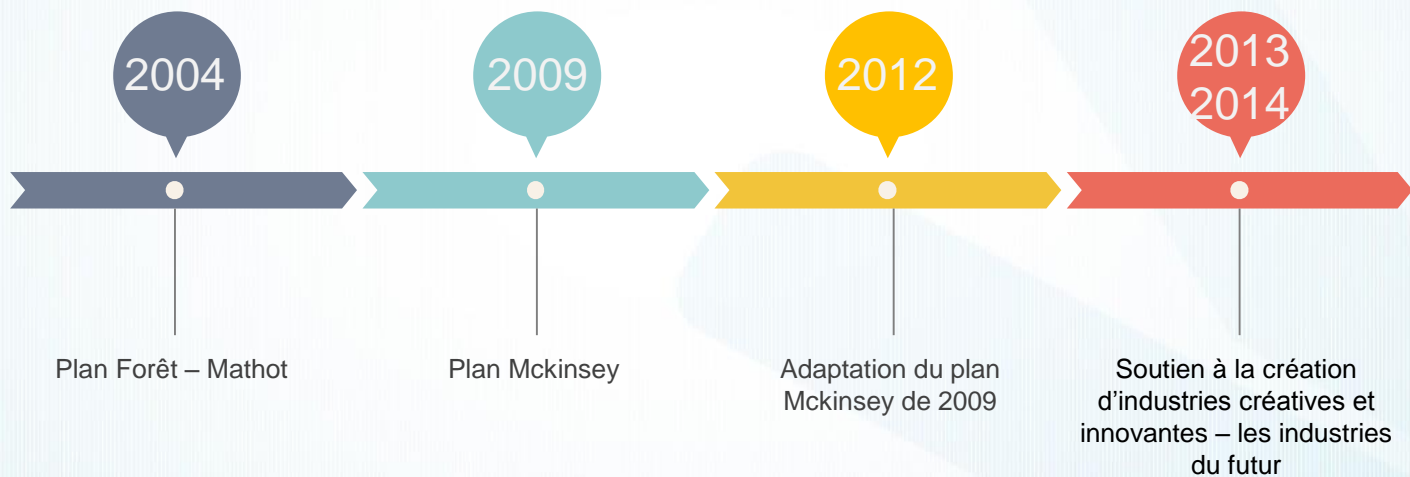 2004
2009
2012
2013
2014
Plan Forêt – Mathot
Plan Mckinsey
Adaptation du plan
Mckinsey de 2009
Soutien à la création
d’industries créatives et
innovantes – les industries
du futur